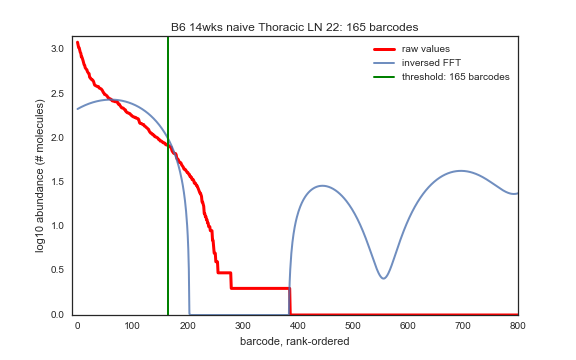 B6 14wks naive Thoracic LN 22: 165 barcodes
raw values
inversed FFT
threshold: 165 barcodes
log10 abundance (# molecules)
3.0
2.5
2.0
1.5
1.0
0.5
0.0
0 100 200 300 400 500 600 700 800
barcode, rank-ordered